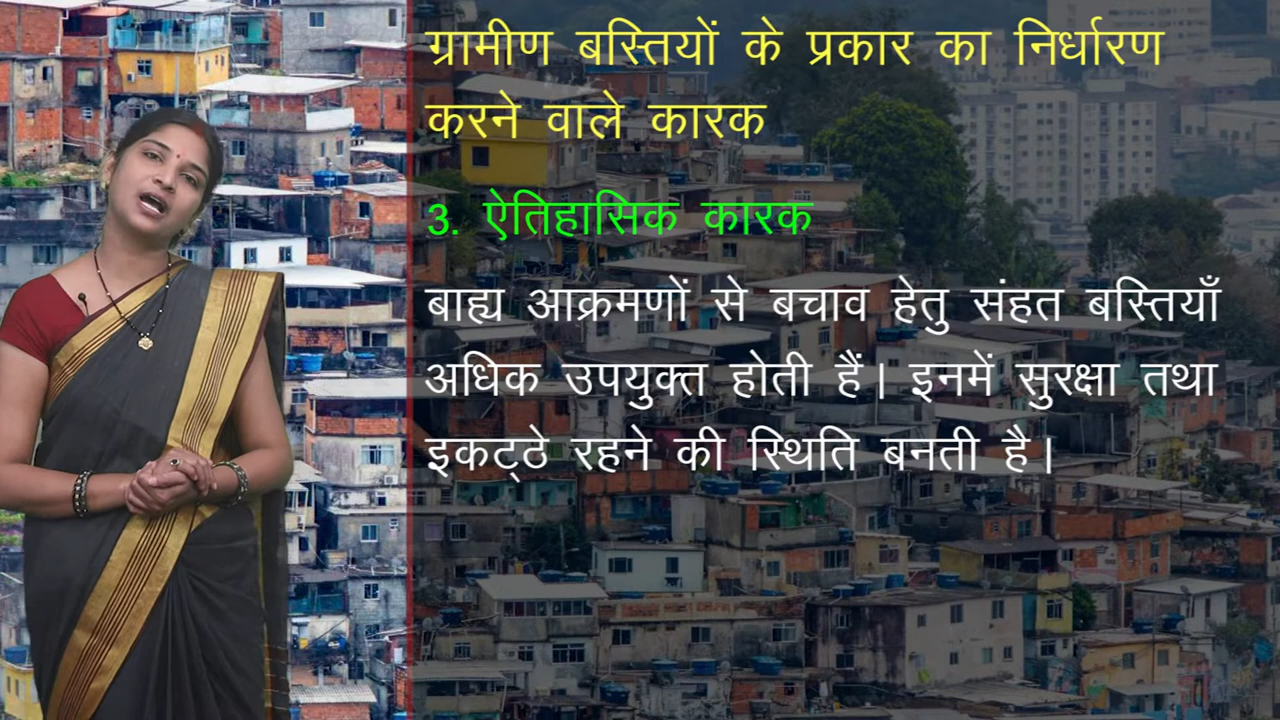 ग्रामीण बस्तियों के प्रकार का निर्धारण
करने वाले कारक
3. ऐतिहासिक कारक
बाह्य आक्रमणों से बचाव हेतु संहत बस्तियाँ
अधिक उपयुक्त होती हैं। इनमें सुरक्षा तथा
इकट्ठे रहने की स्थिति बनती है।